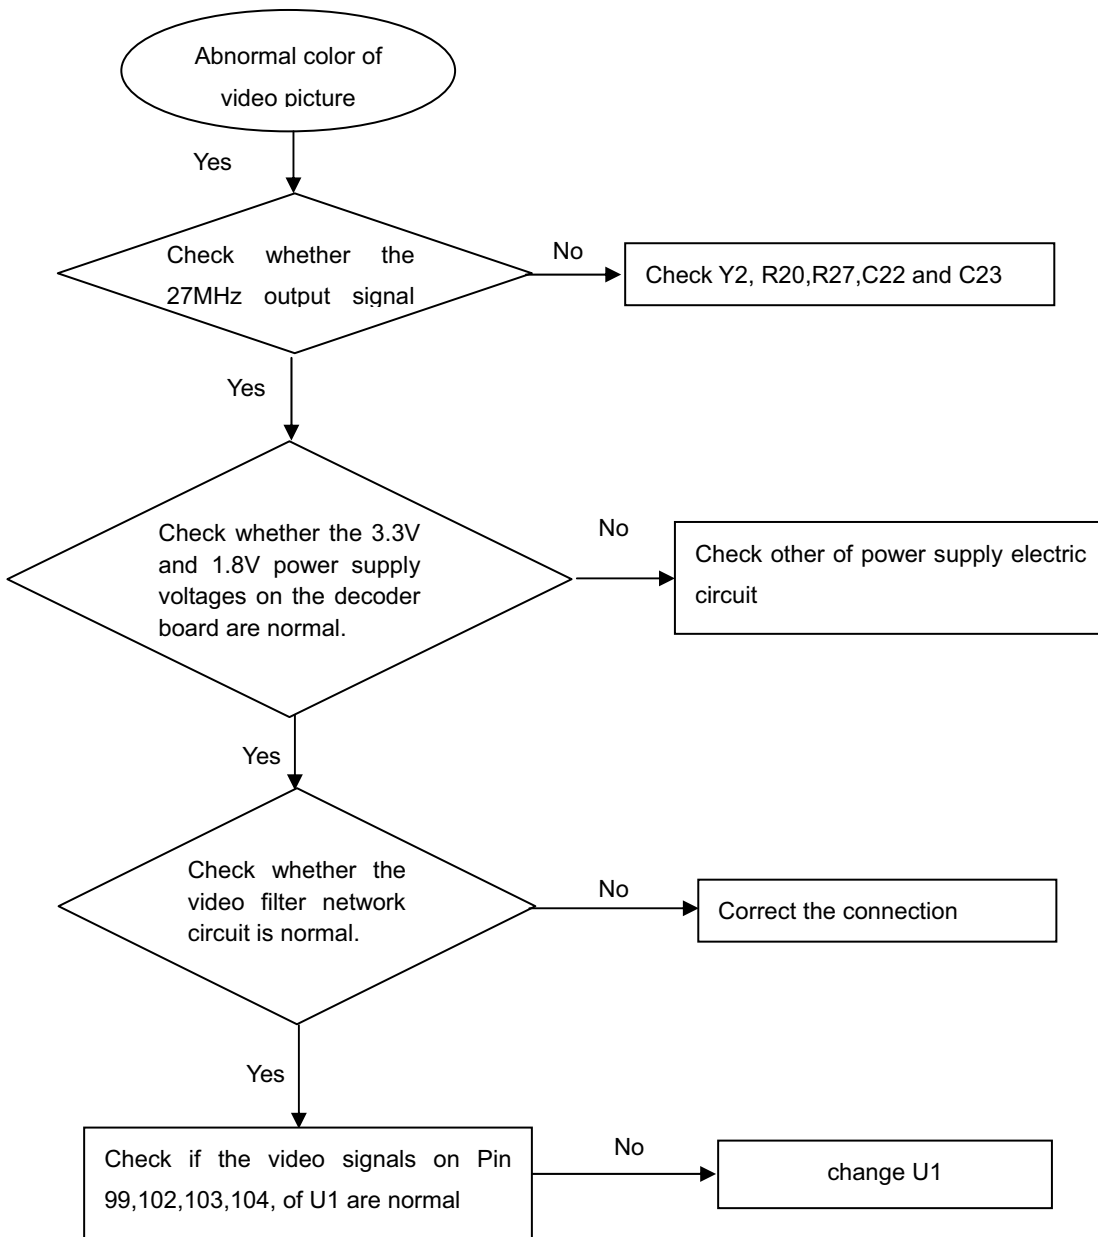 Abnormal color of
video picture
Yes
Check whether the
27MHz output signal
No
Check Y2, R20,R27,C22 and C23
Yes
Check whether the 3.3V
and 1.8V power supply
voltages on the decoder
board are normal.
No
Check other of power supply electric
circuit
Yes
Check whether the
video filter network
circuit is normal.
No
Correct the connection
Yes
Check if the video signals on Pin
99,102,103,104, of U1 are normal
No
change U1